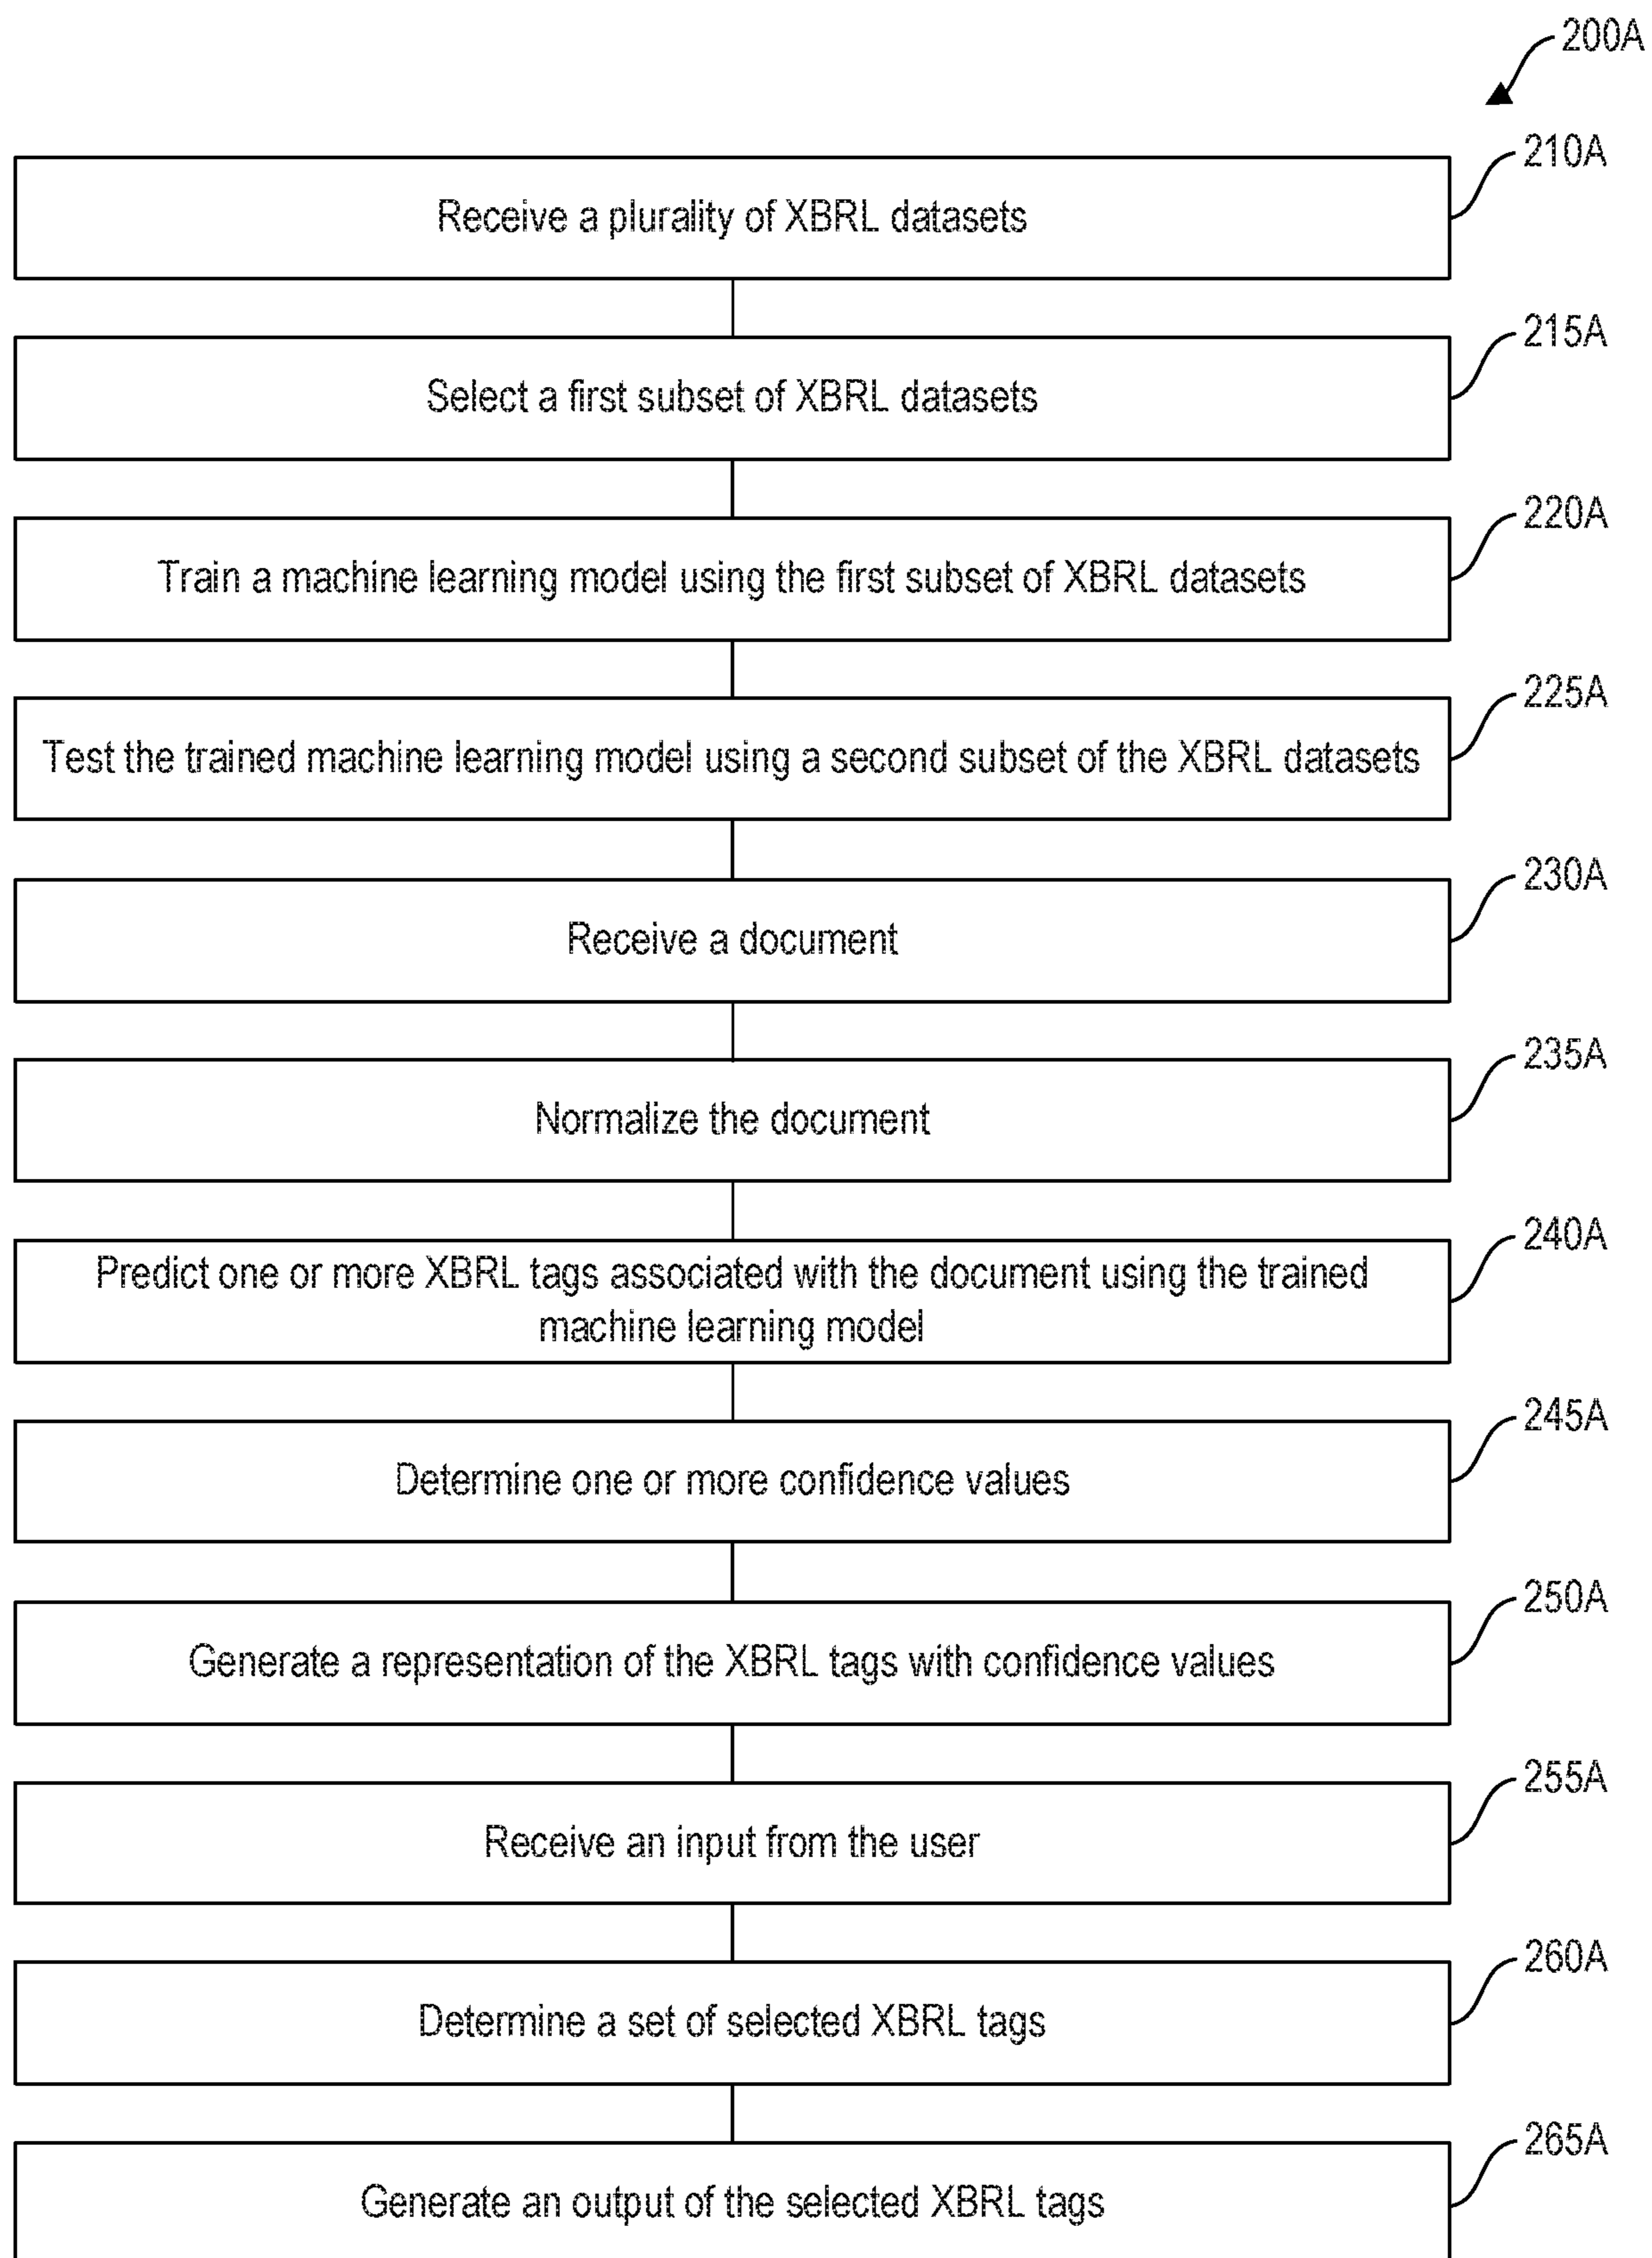 200A
210A
Receive a plurality of XBRL datasets
215A
Select a first subset of XBRL datasets
220A
Train a machine learning model using the first subset of XBRL datasets
225A
Test the trained machine learning model using a second subset of the XBRL datasets
230A
Receive a document
235A
Normalize the document
240A
Predict one or more XBRL tags associated with the document using the trained
machine learning model
245A
Determine one or more confidence values
250A
Generate a representation of the XBRL tags with confidence values
255A
Receive an input from the user
260A
Determine a set of selected XBRL tags
265A
Generate an output of the selected XBRL tags